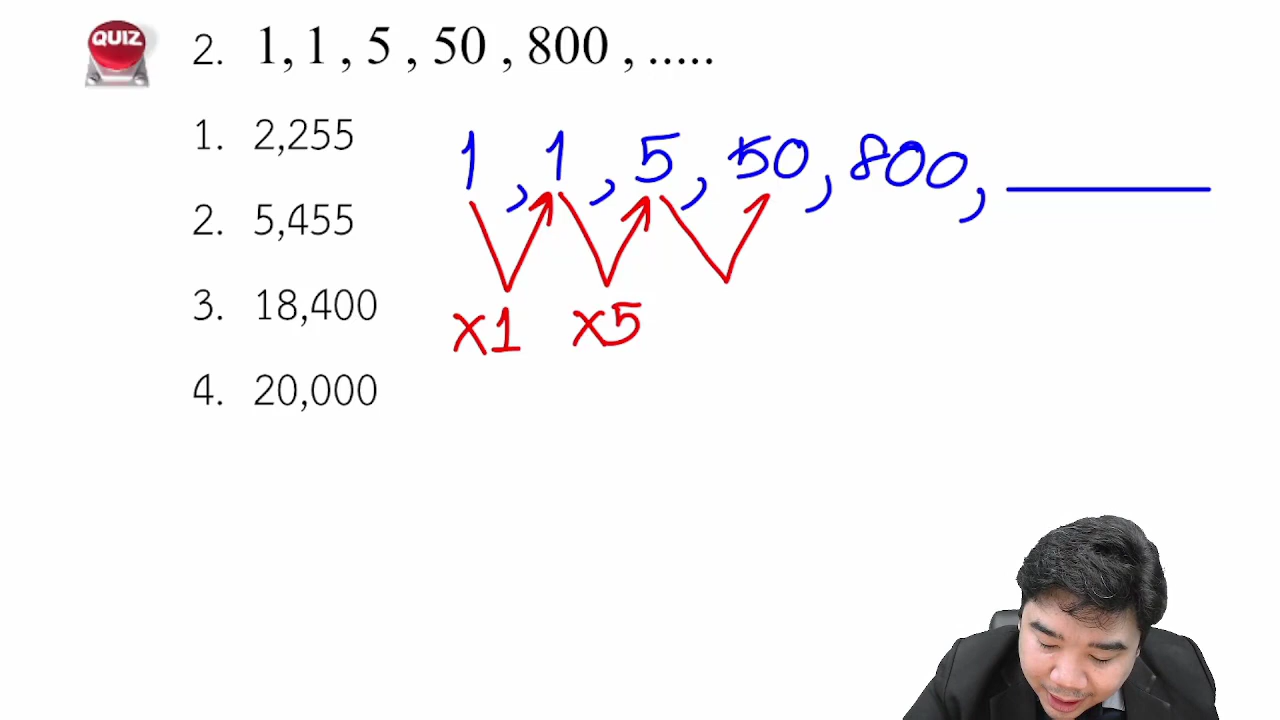 QUIZ
2. 1, 1 , 5 , 50 , 800 , .....
1. 2,255
2. 5,455
3. 18,400
4. 20,000
1 , 1 , 5 , 50 , 800 ,
x1 x5